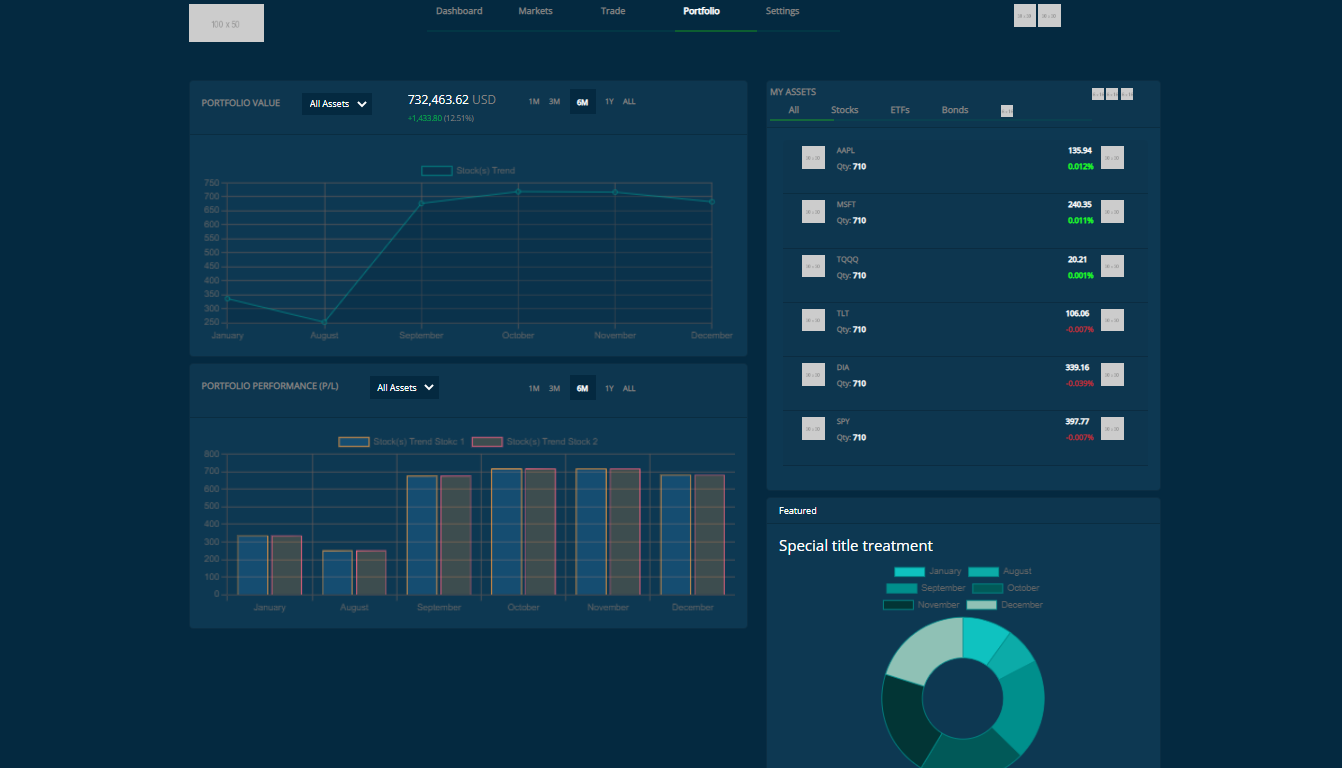 100 x 50
Dashboard Markets Trade Portfolio Settings
PORTFOLIO VALUE All Assets 732,463.62 USD 1M 3M 6M 1Y ALL
+1,433.80 (12.51%)
Stock(s) Trend
750
700
650
600
550
500
450
400
350
300
250
January August September October November December
PORTFOLIO PERFORMANCE (P/L) All Assets 1M 3M 6M 1Y ALL
Stock(s) Trend Stokc 1 Stock(s) Trend Stock 2
800
700
600
500
400
300
200
100
0
January August September October November December
MY ASSETS
All Stocks ETFs Bonds
AAPL 135.94
Qty: 710 0.012%
MSFT 240.35
Qty: 710 0.011%
TQQQ 20.21
Qty: 710 0.001%
TLT 106.06
Qty: 710 -0.007%
DIA 339.16
Qty: 710 -0.039%
SPY 397.77
Qty: 710 -0.007%
Featured
Special title treatment
January August
September October
November December